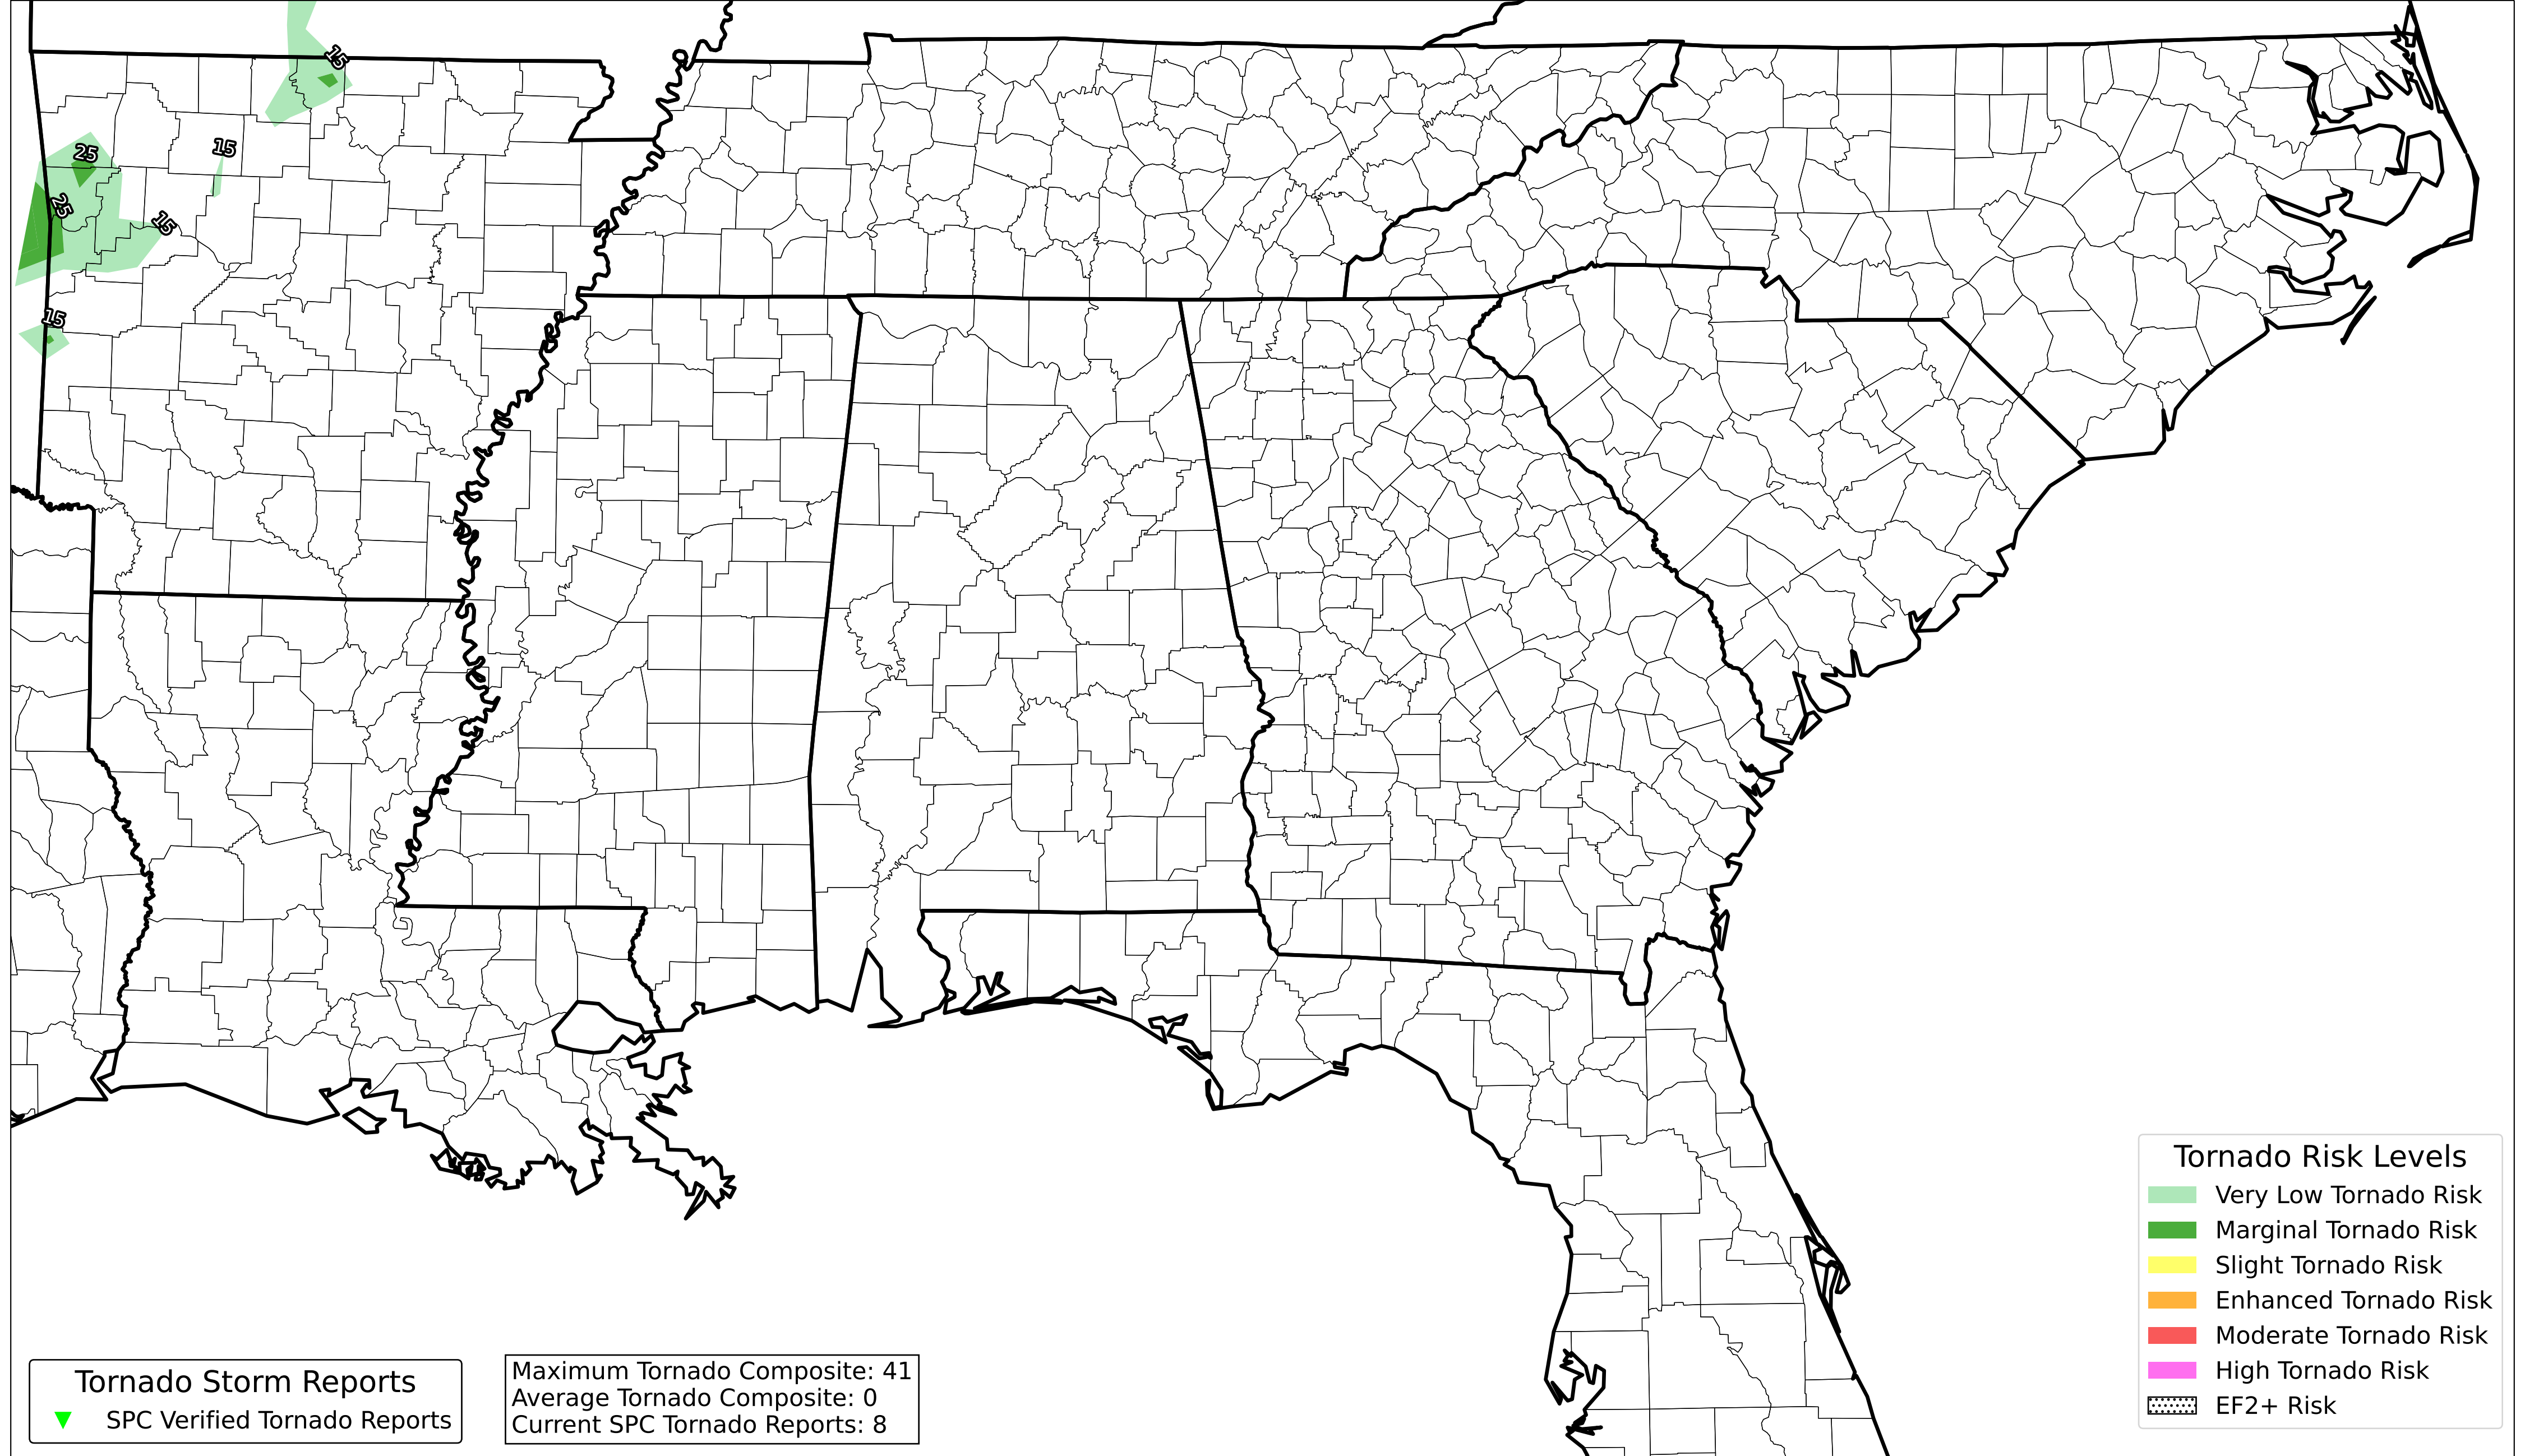 15
25
15
25
15
15
Tornado Risk Levels
Very Low Tornado Risk
Marginal Tornado Risk
Slight Tornado Risk
Enhanced Tornado Risk
Moderate Tornado Risk
High Tornado Risk
EF2+ Risk
Tornado Storm Reports
SPC Verified Tornado Reports
Maximum Tornado Composite: 41
Average Tornado Composite: 0
Current SPC Tornado Reports: 8